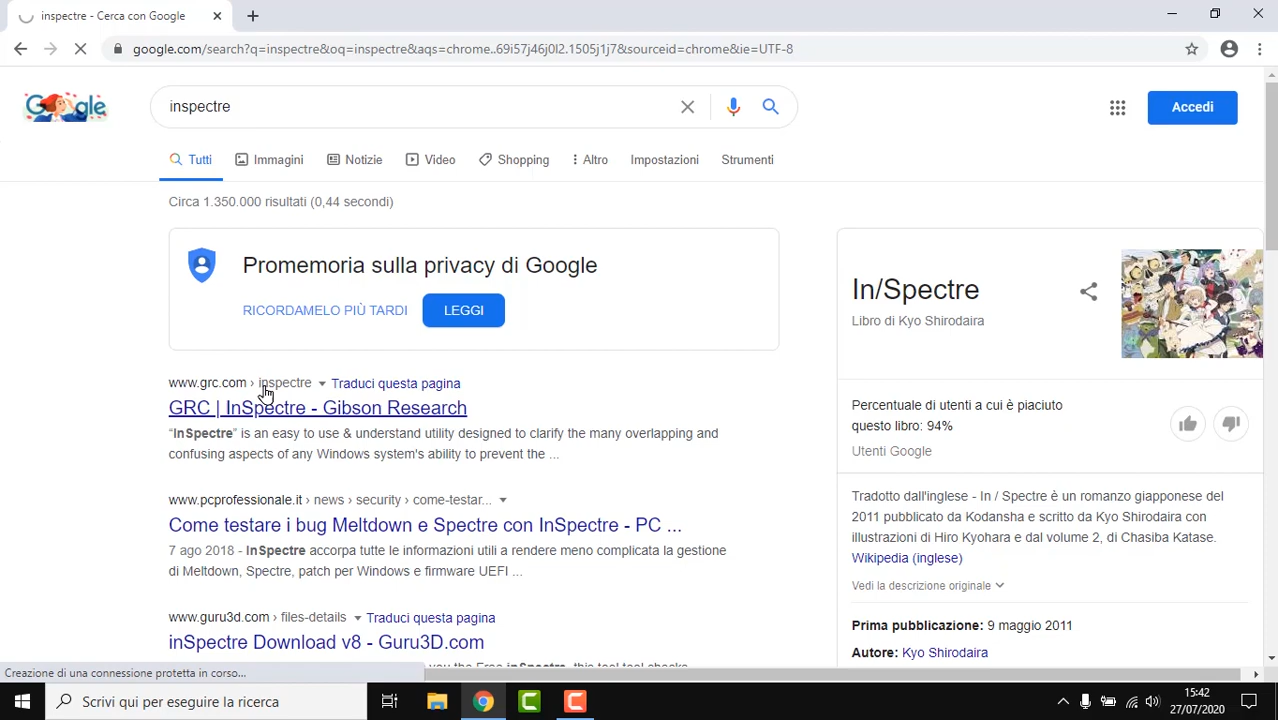 inspectre - Cerca con Google
google.com/search?q=inspectre&oq=inspectre&aqs=chrome..69i57j46j0l2.1505j1j7&sourceid=chrome&ie=UTF-8
Google
inspectre
Accedi
Tutti Immagini Notizie Video Shopping Altro Impostazioni Strumenti
Circa 1.350.000 risultati (0,44 secondi)
Promemoria sulla privacy di Google
RICORDAMELO PIÙ TARDI LEGGI
www.grc.com › inspectre Traduci questa pagina
GRC | InSpectre - Gibson Research
“InSpectre” is an easy to use & understand utility designed to clarify the many overlapping and
confusing aspects of any Windows system's ability to prevent the ...
www.pcprofessionale.it › news › security › come-testar...
Come testare i bug Meltdown e Spectre con InSpectre - PC ...
7 ago 2018 - InSpectre accorpa tutte le informazioni utili a rendere meno complicata la gestione
di Meltdown, Spectre, patch per Windows e firmware UEFI ...
www.guru3d.com › files-details Traduci questa pagina
inSpectre Download v8 - Guru3D.com
In/Spectre
Libro di Kyo Shirodaira
Percentuale di utenti a cui è piaciuto
questo libro: 94%
Utenti Google
Tradotto dall'inglese - In / Spectre è un romanzo giapponese del
2011 pubblicato da Kodansha e scritto da Kyo Shirodaira con
illustrazioni di Hiro Kyohara e dal volume 2, di Chasiba Katase.
Wikipedia (inglese)
Vedi la descrizione originale
Prima pubblicazione: 9 maggio 2011
Autore: Kyo Shirodaira
Creazione di una connessione protetta in corso...
Scrivi qui per eseguire la ricerca
15:42
27/07/2020